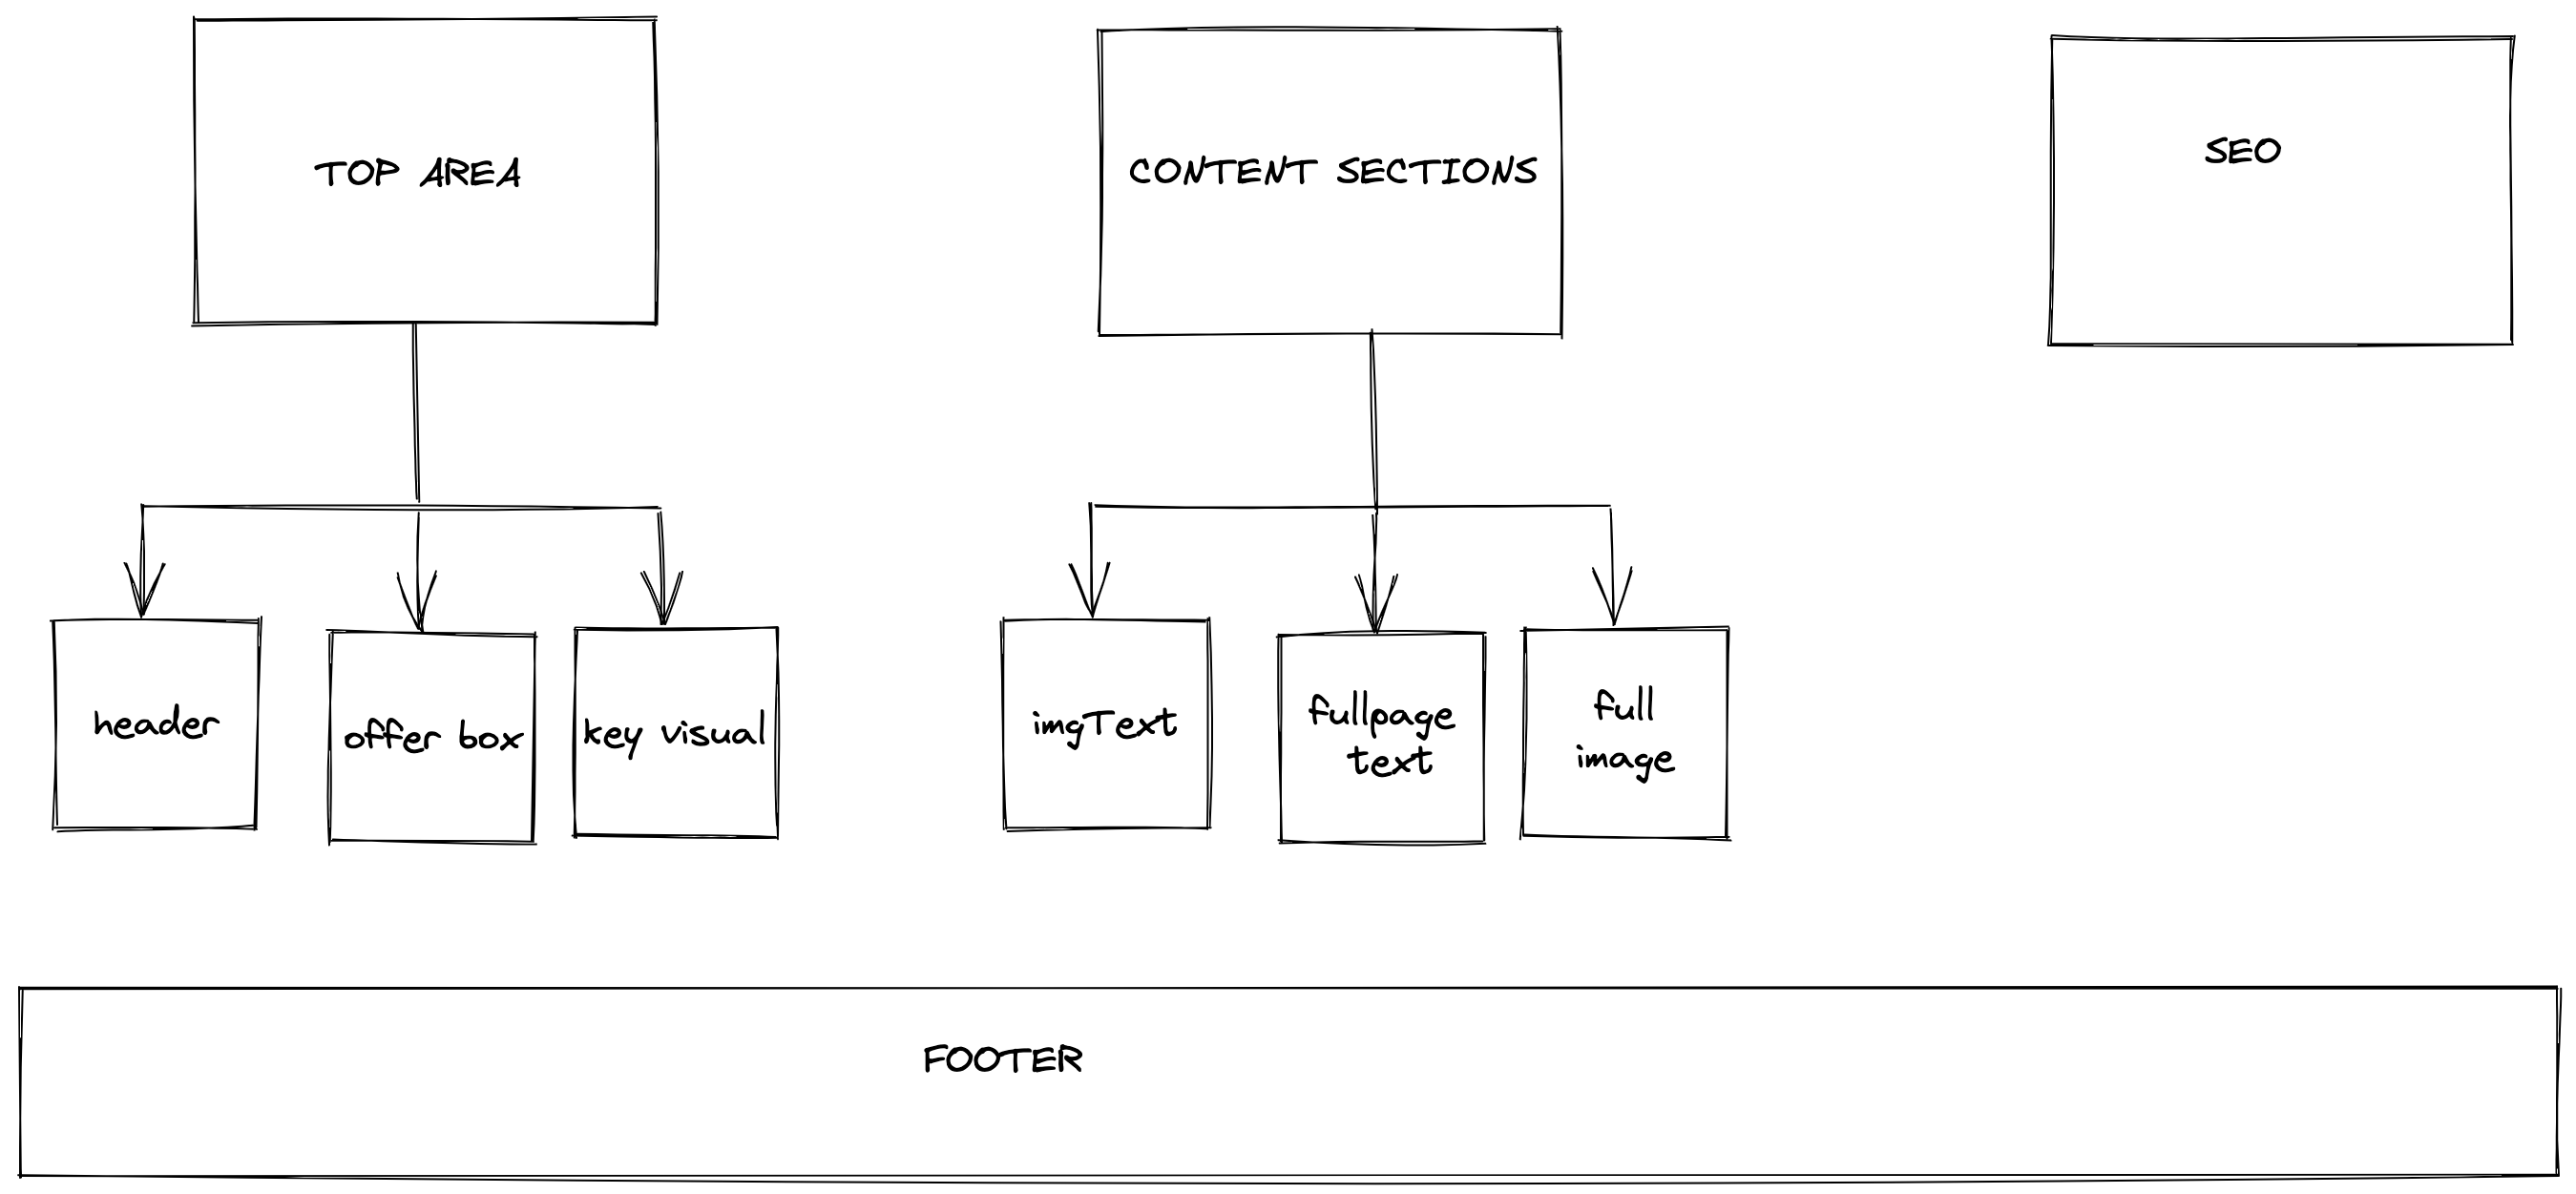 TOP AREA
CONTENT SECTIONS
SEO
header
offer box
key visual
imgText
fullpage
text
full
image
FOOTER